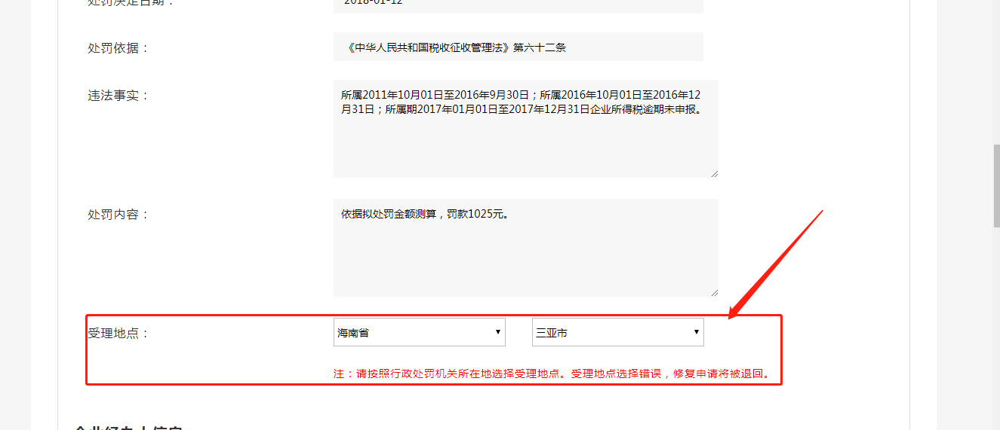 处罚决定日期：
2018-01-12
处罚依据：
《中华人民共和国税收征收管理法》第六十二条
违法事实：
所属2011年10月01日至2016年9月30日；所属2016年10月01日至2016年12
月31日；所属期2017年01月01日至2017年12月31日企业所得税逾期未申报。
处罚内容：
依据拟处罚金额测算，罚款1025元。
受理地点：
海南省
三亚市
注：请按照行政处罚机关所在地选择受理地点。受理地点选择错误，修复申请将被退回。
企业经办人信息